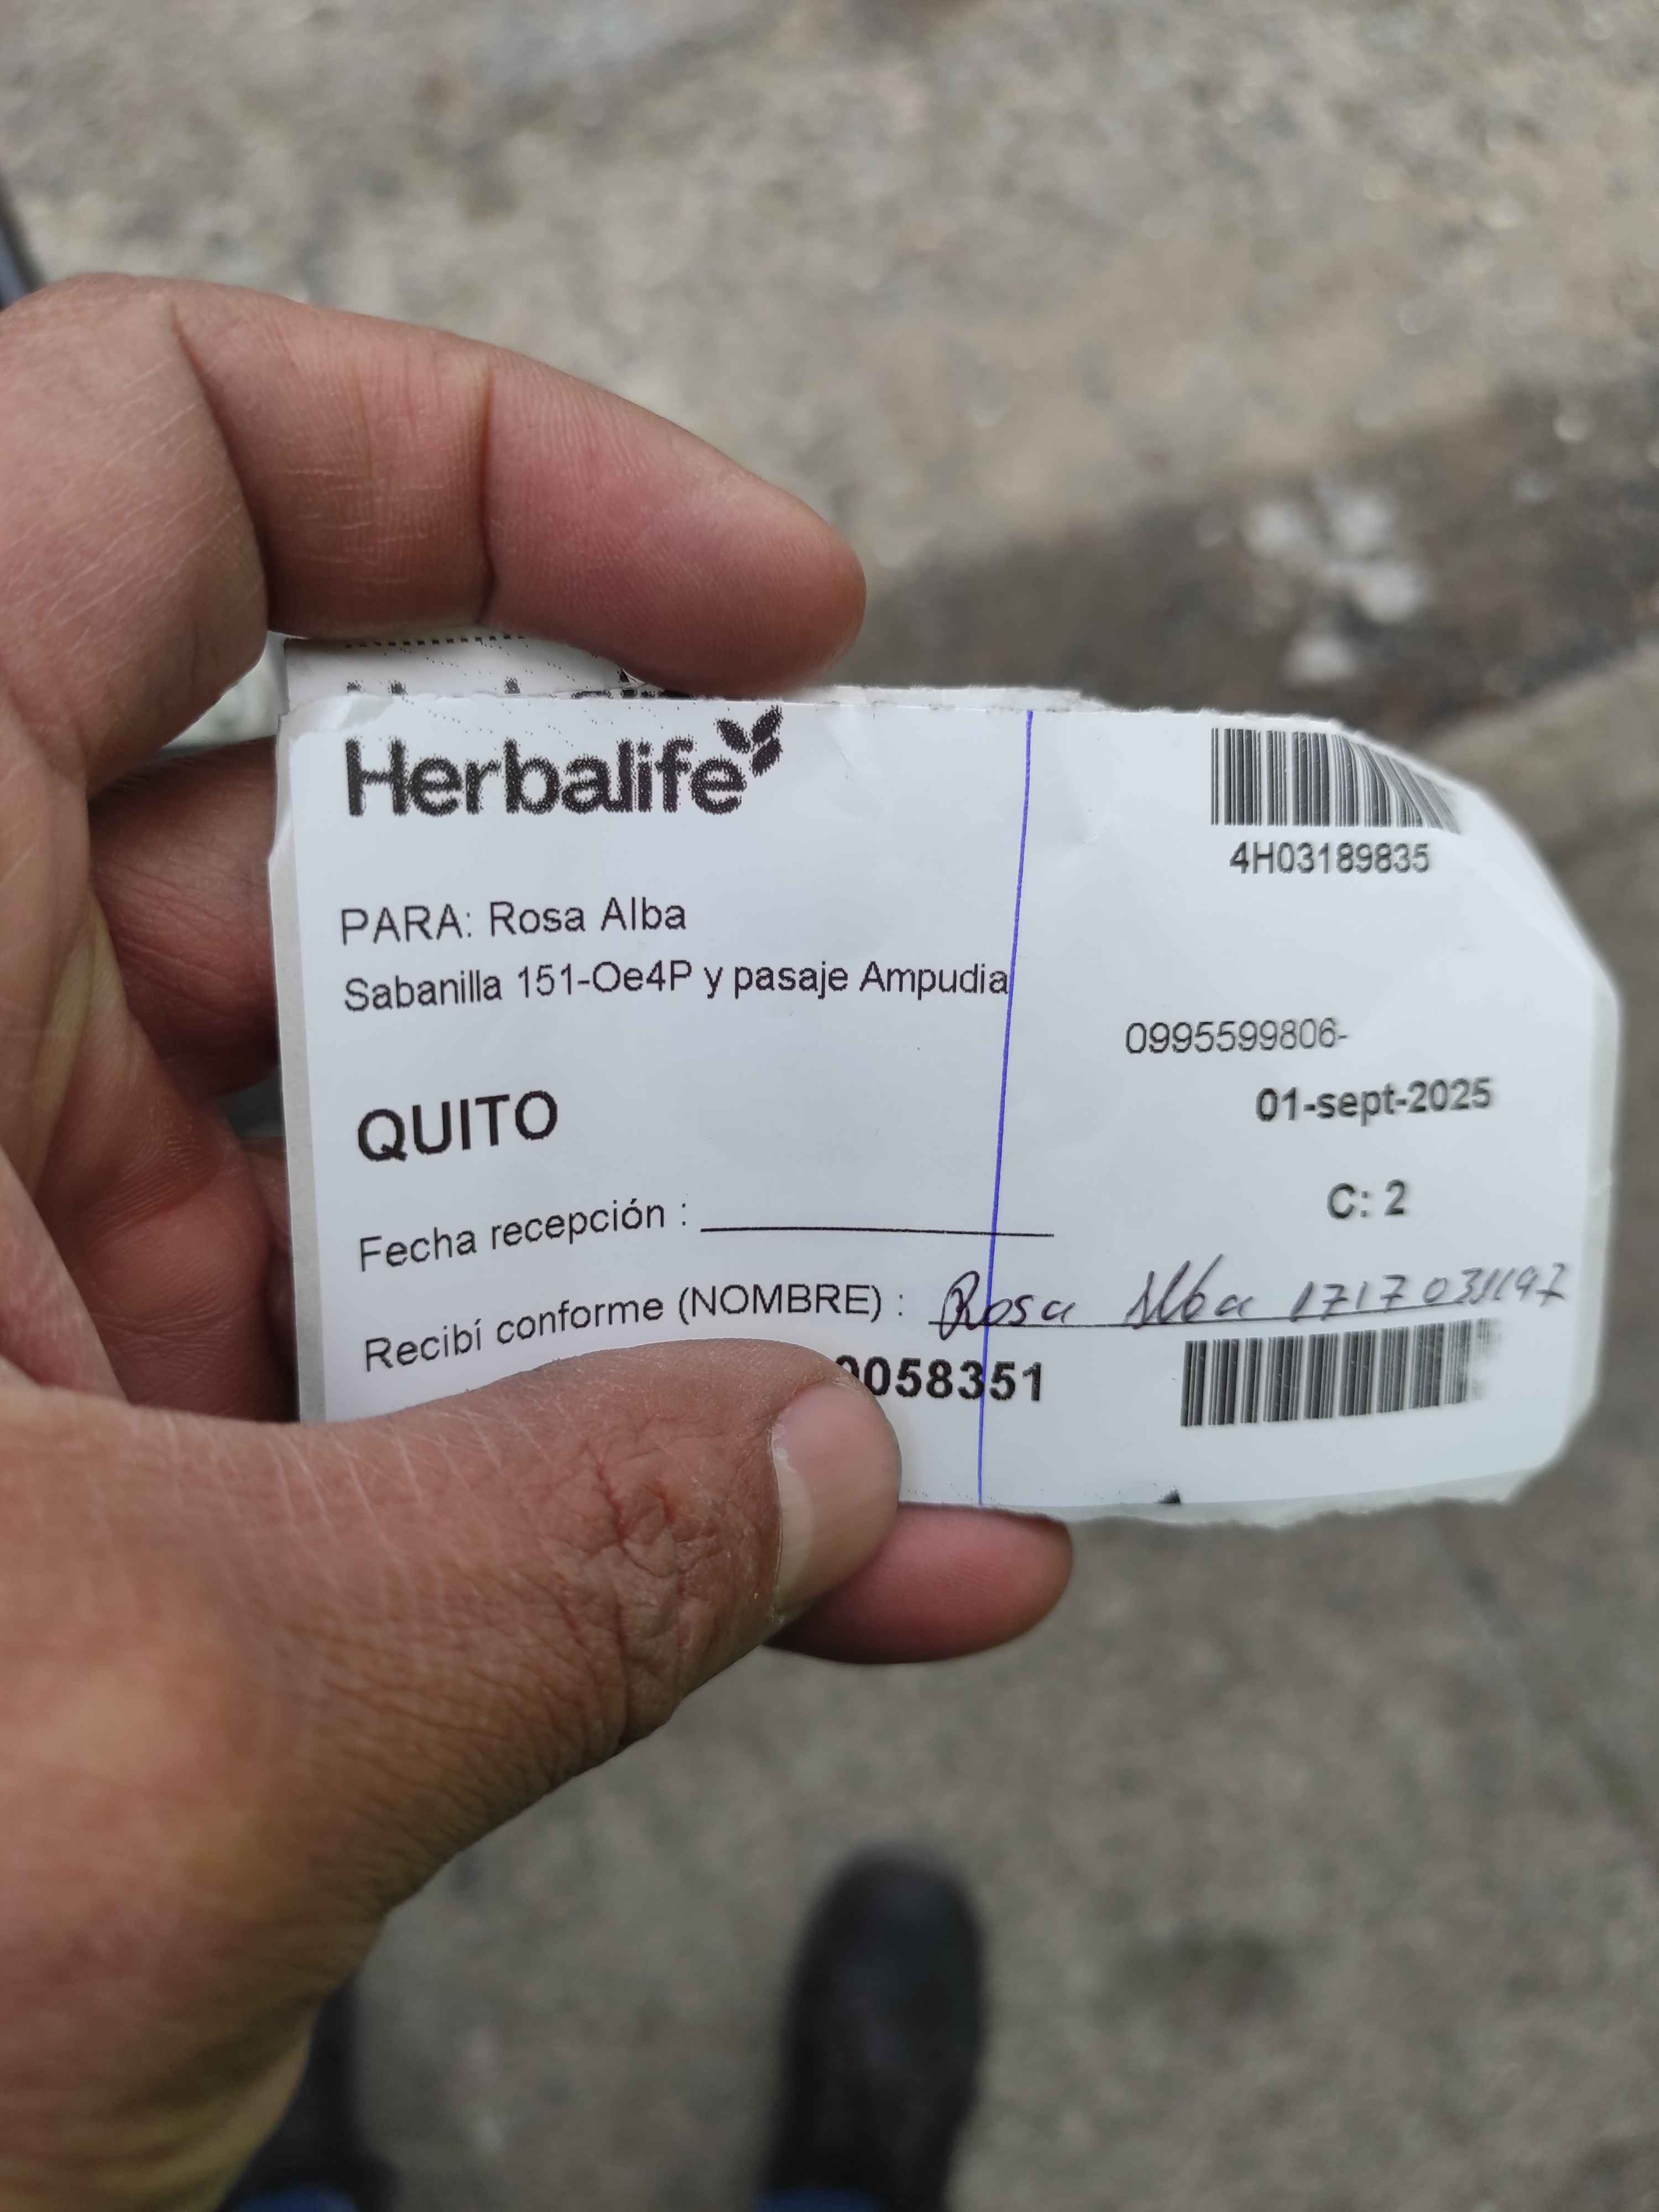 Herbalife
4H03189835
PARA: Rosa Alba
Sabanilla 151-Oe4P y pasaje Ampudia
0995599806-
QUITO
01-sept-2025
C: 2
Fecha recepción :
Recibí conforme (NOMBRE) : Rosa Alba
0058351